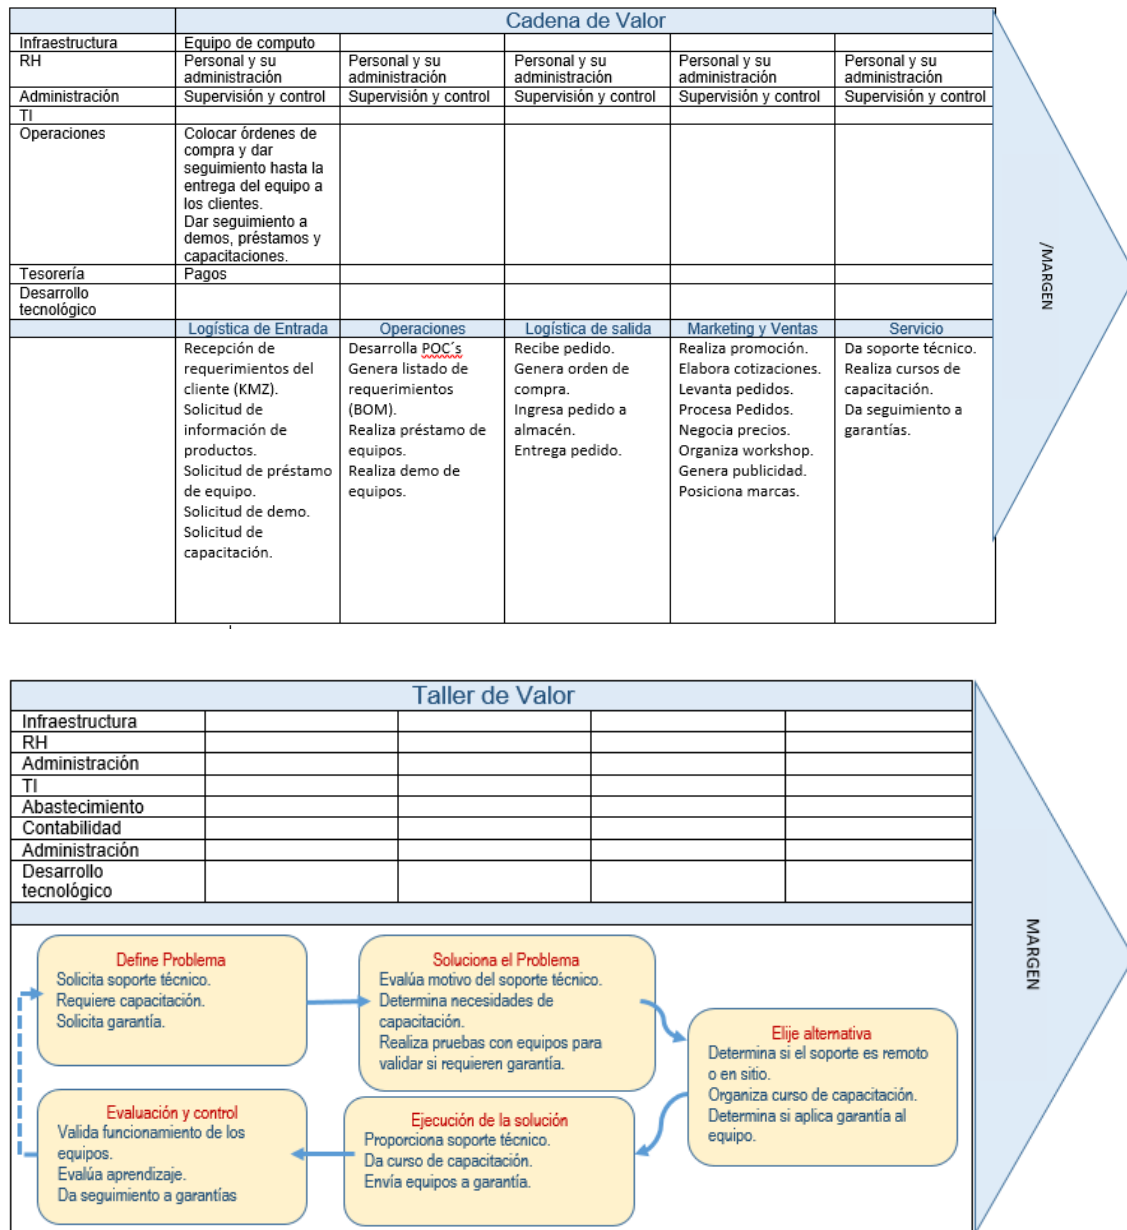 Cadena de Valor
Infraestructura
Equipo de computo
RH
Personal y su
administración
Personal y su
administración
Personal y su
administración
Personal y su
administración
Personal y su
administración
Administración
Supervisión y control
Supervisión y control
Supervisión y control
Supervisión y control
Supervisión y control
TI
Operaciones
Colocar órdenes de
compra y dar
seguimiento hasta la
entrega del equipo a
los clientes.
Dar seguimiento a
demos, préstamos y
capacitaciones.
Tesorería
Pagos
Desarrollo
tecnológico
Logística de Entrada
Operaciones
Logística de salida
Marketing y Ventas
Servicio
Recepción de
requerimientos del
cliente (KMZ).
Solicitud de
información de
productos.
Solicitud de préstamo
de equipo.
Solicitud de demo.
Solicitud de
capacitación.
Desarrolla POC´s
Genera listado de
requerimientos
(BOM).
Realiza préstamo de
equipos.
Realiza demo de
equipos.
Recibe pedido.
Genera orden de
compra.
Ingresa pedido a
almacén.
Entrega pedido.
Realiza promoción.
Elabora cotizaciones.
Levanta pedidos.
Procesa Pedidos.
Negocia precios.
Organiza workshop.
Genera publicidad.
Posiciona marcas.
Da soporte técnico.
Realiza cursos de
capacitación.
Da seguimiento a
garantías.
/MARGEN
Taller de Valor
Infraestructura
RH
Administración
TI
Abastecimiento
Contabilidad
Administración
Desarrollo
tecnológico
Define Problema
Solicita soporte técnico.
Requiere capacitación.
Solicita garantía.
Soluciona el Problema
Evalúa motivo del soporte técnico.
Determina necesidades de
capacitación.
Realiza pruebas con equipos para
validar si requieren garantía.
Elije alternativa
Determina si el soporte es remoto
o en sitio.
Organiza curso de capacitación.
Determina si aplica garantía al
equipo.
Ejecución de la solución
Proporciona soporte técnico.
Da curso de capacitación.
Envía equipos a garantía.
Evaluación y control
Valida funcionamiento de los
equipos.
Evalúa aprendizaje.
Da seguimiento a garantías
MARGEN